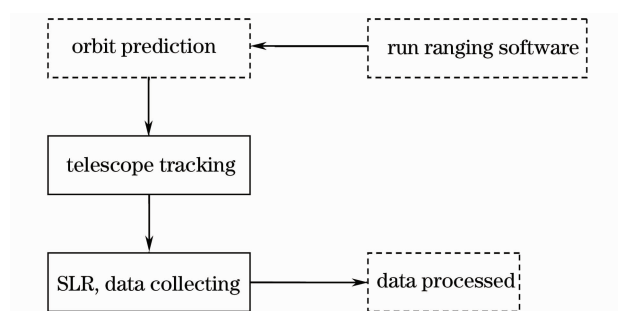 orbit prediction
run ranging software
telescope tracking
SLR, data collecting
data processed